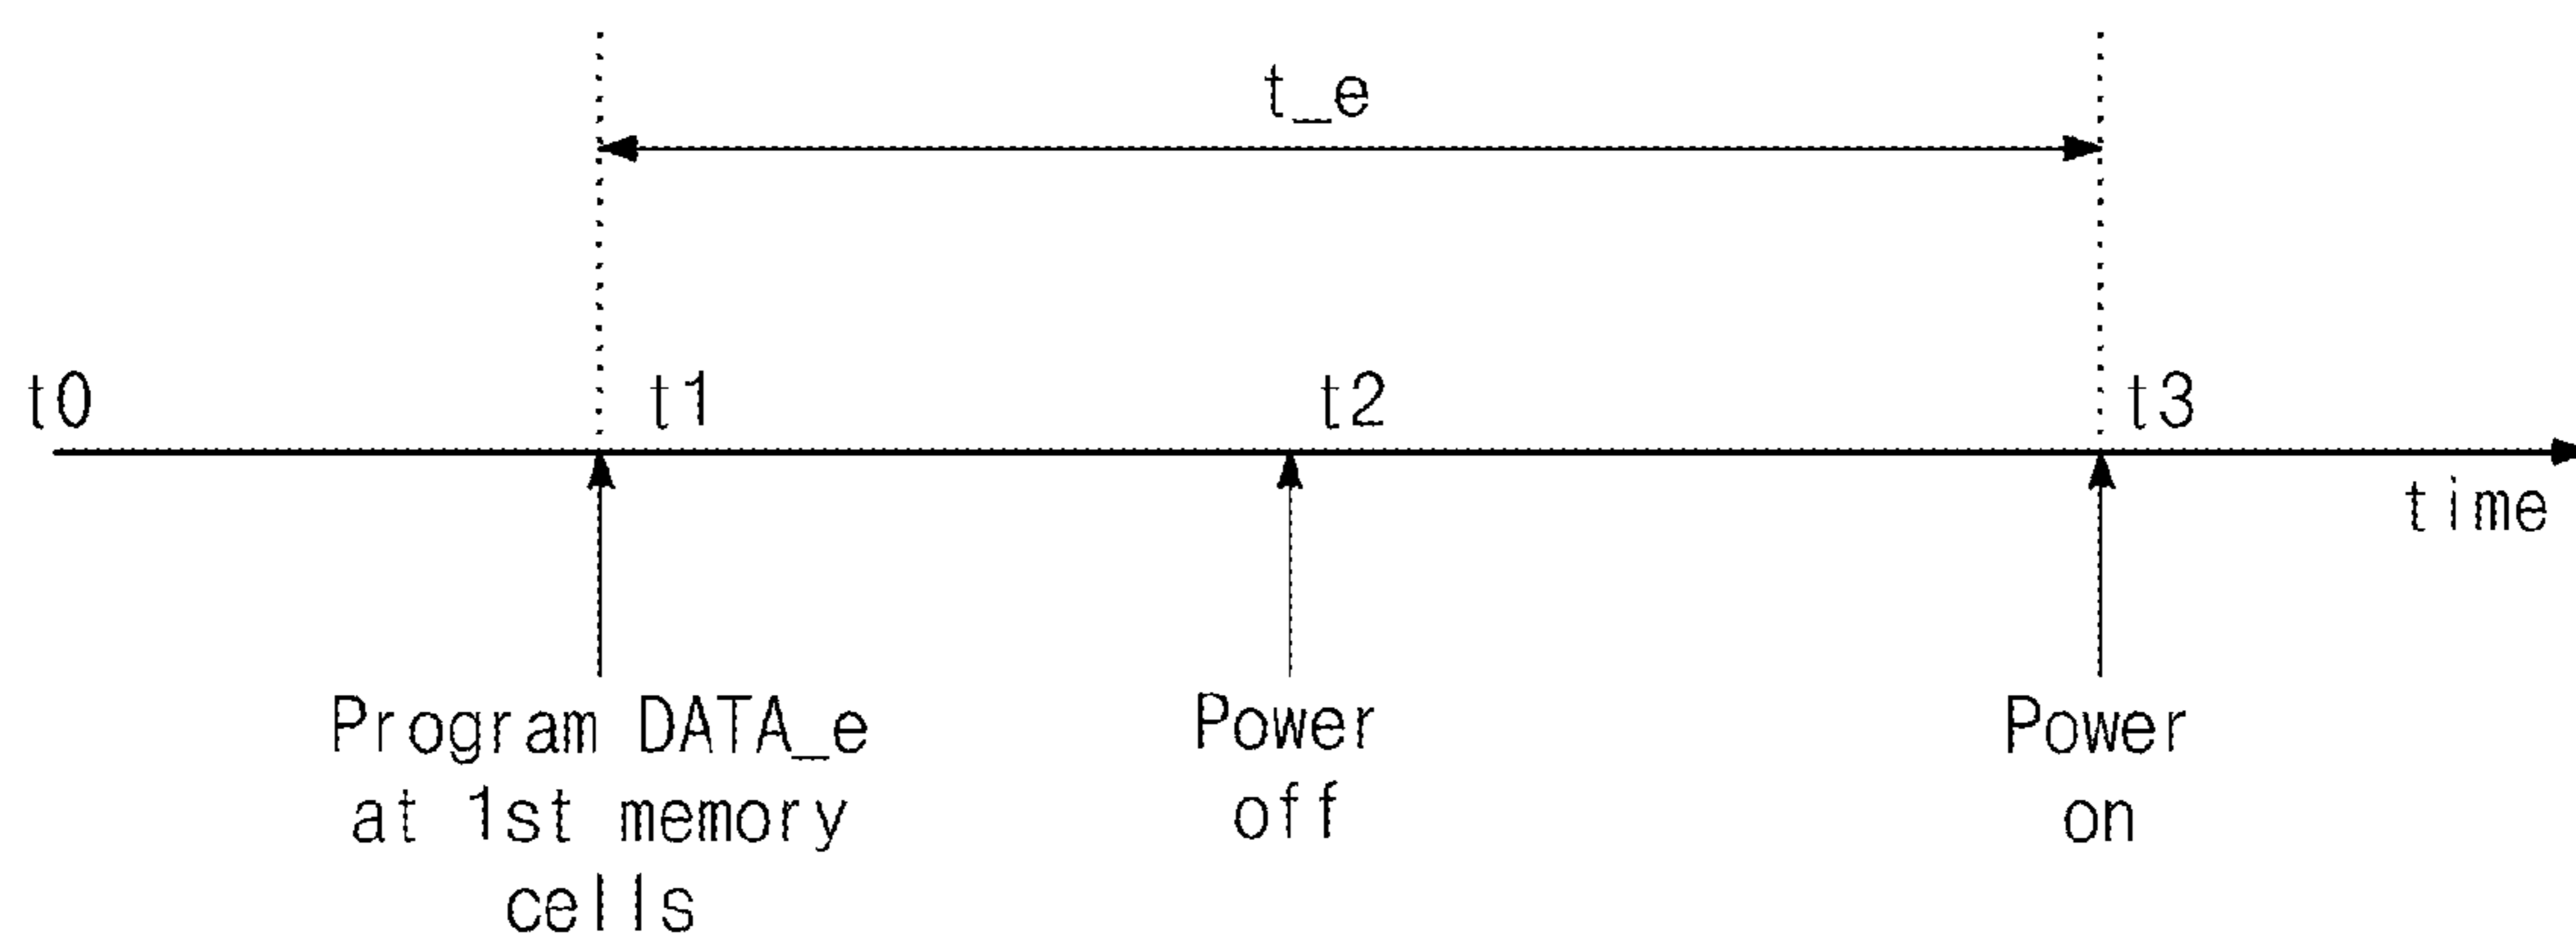 t_e
t0 t1 t2 t3
time
Program DATA_e
at 1st memory
cells
Power
off
Power
on